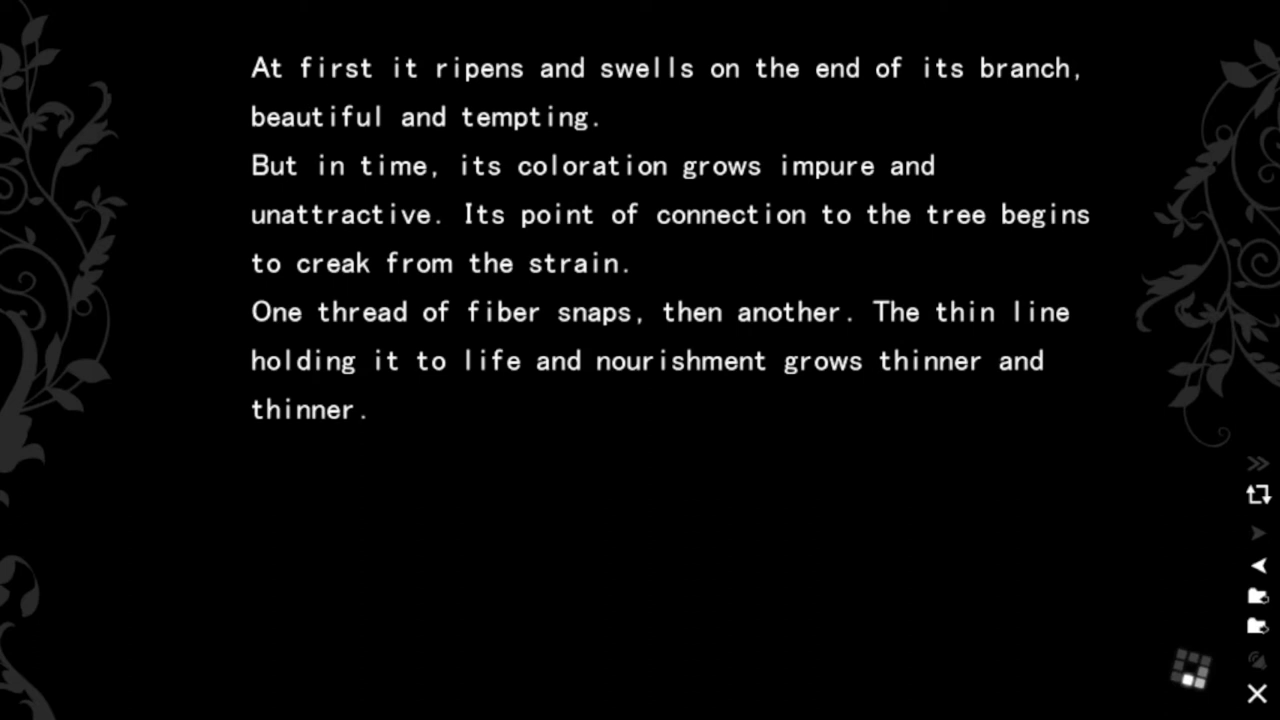 At first it ripens and swells on the end of its branch,
beautiful and tempting.
But in time, its coloration grows impure and
unattractive. Its point of connection to the tree begins
to creak from the strain.
One thread of fiber snaps, then another. The thin line
holding it to life and nourishment grows thinner and
thinner.